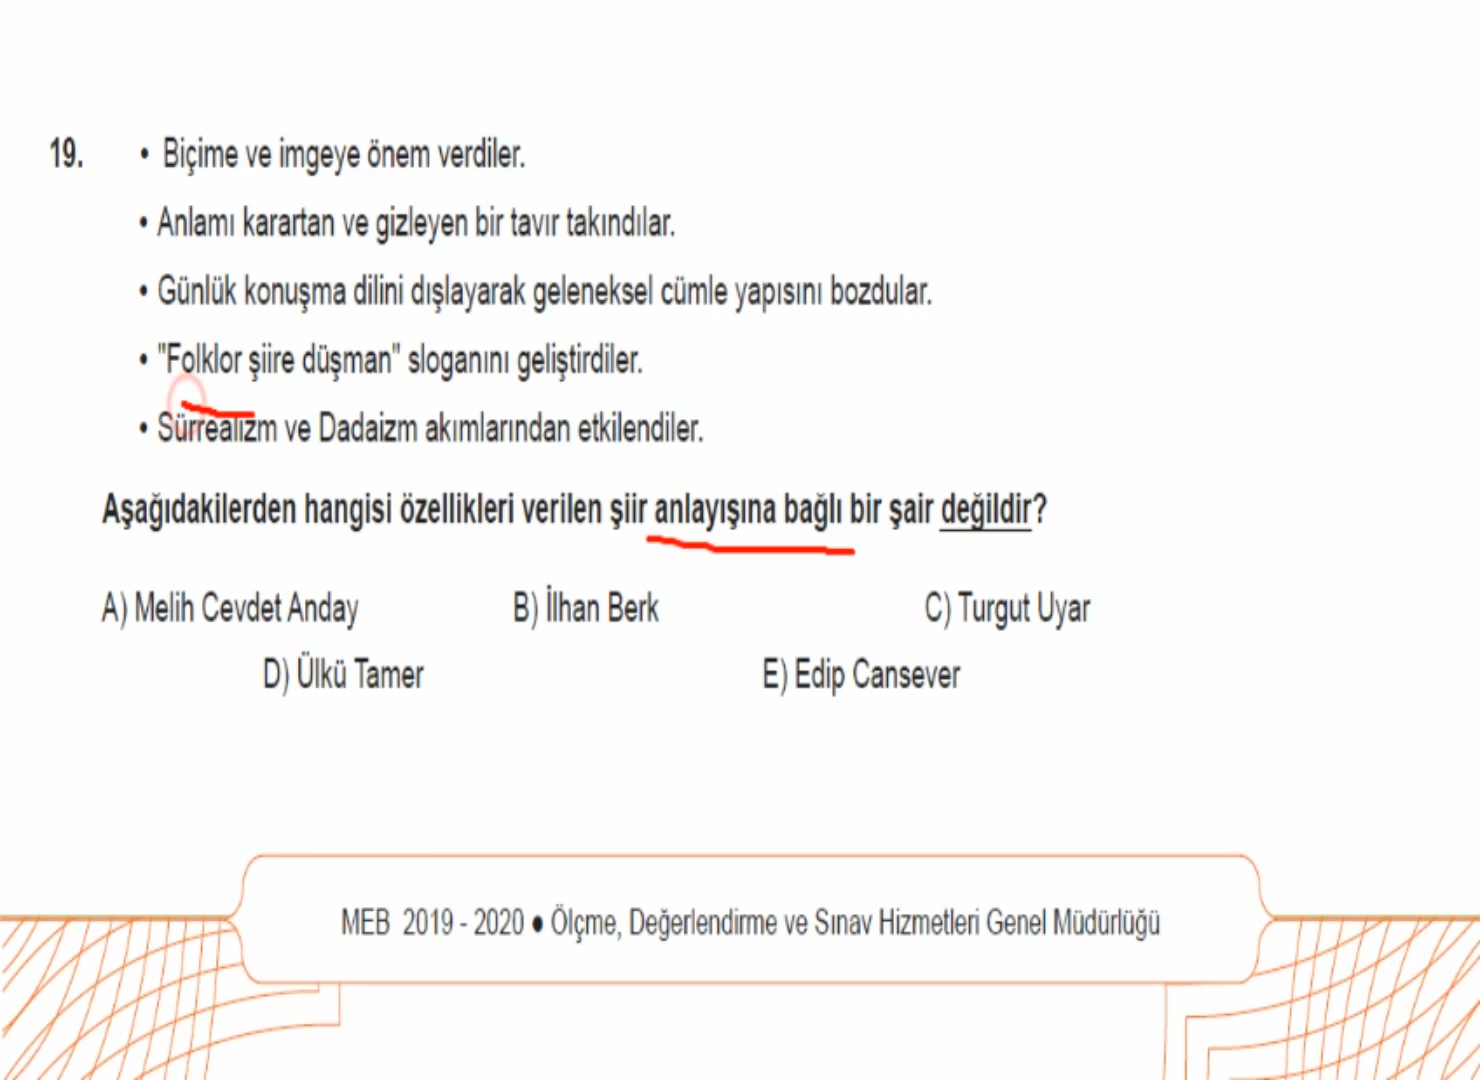 19. • Biçime ve imgeye önem verdiler.
• Anlamı karartan ve gizleyen bir tavır takındılar.
• Günlük konuşma dilini dışlayarak geleneksel cümle yapısını bozdular.
• "Folklor şiire düşman" sloganını geliştirdiler.
• Sürrealizm ve Dadaizm akımlarından etkilendiler.
Aşağıdakilerden hangisi özellikleri verilen şiir anlayışına bağlı bir şair değildir?
A) Melih Cevdet Anday B) İlhan Berk C) Turgut Uyar
D) Ülkü Tamer E) Edip Cansever
MEB 2019 - 2020 ● Ölçme, Değerlendirme ve Sınav Hizmetleri Genel Müdürlüğü